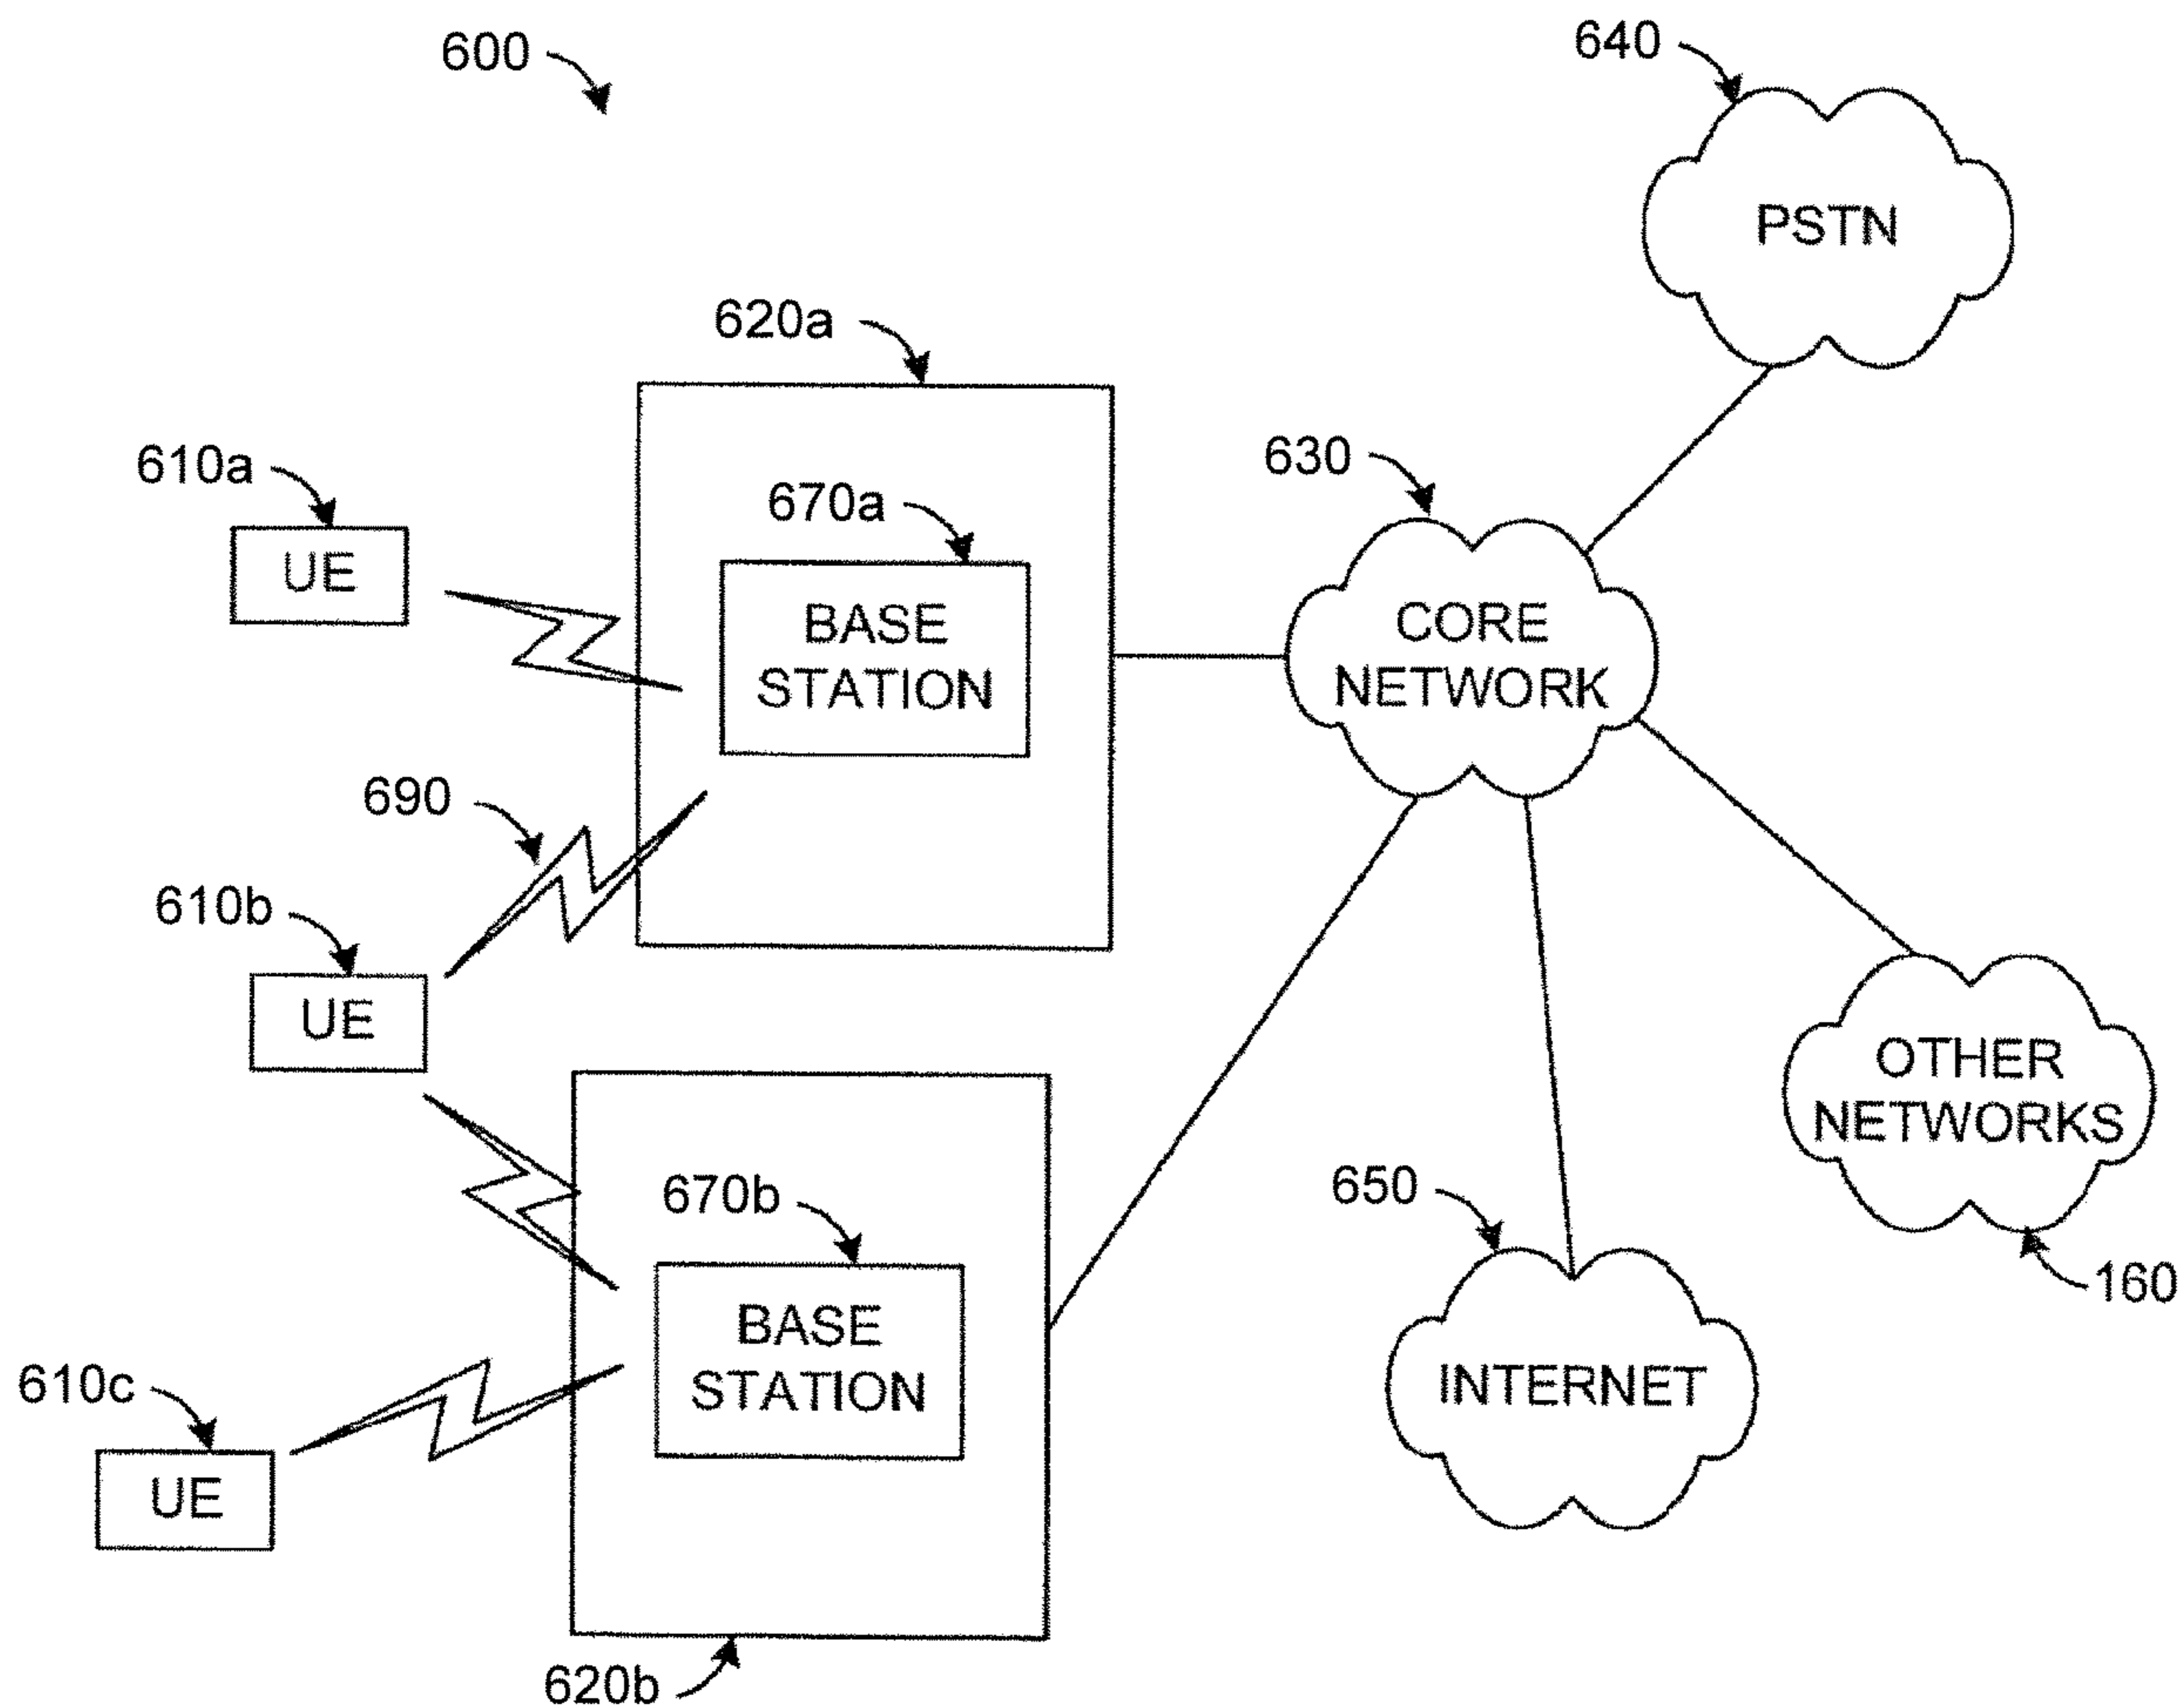 600
640
PSTN
620a
610a
UE
670a
BASE
STATION
630
CORE
NETWORK
690
610b
UE
OTHER
NETWORKS
160
650
INTERNET
670b
BASE
STATION
610c
UE
620b